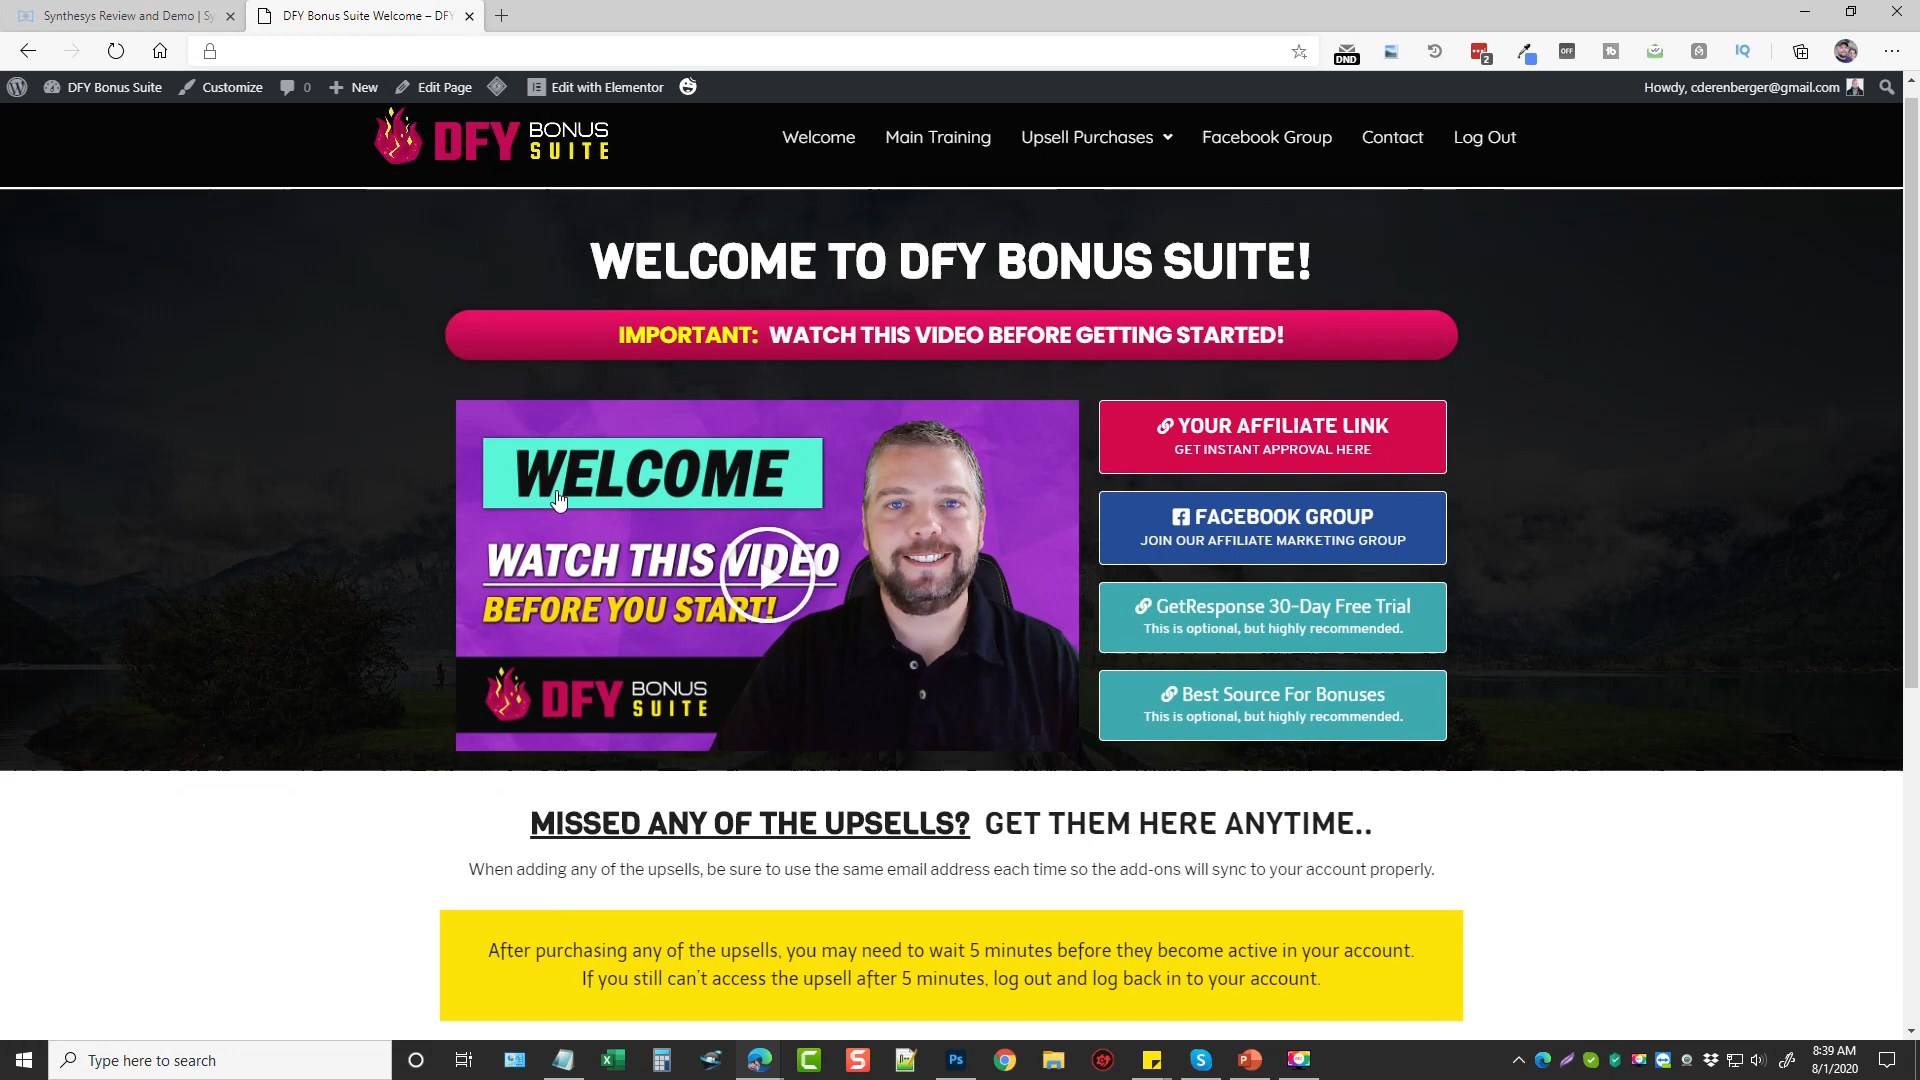 Synthesys Review and Demo | Sy
DFY Bonus Suite Welcome – DFY
DND
2
OFF
IQ
DFY Bonus Suite
Customize
0
New
Edit Page
Edit with Elementor
Howdy, cderenberger@gmail.com
DFY BONUS SUITE
Welcome
Main Training
Upsell Purchases
Facebook Group
Contact
Log Out
WELCOME TO DFY BONUS SUITE!
IMPORTANT: WATCH THIS VIDEO BEFORE GETTING STARTED!
WELCOME
WATCH THIS VIDEO
BEFORE YOU START!
DFY BONUS SUITE
YOUR AFFILIATE LINK
GET INSTANT APPROVAL HERE
FACEBOOK GROUP
JOIN OUR AFFILIATE MARKETING GROUP
GetResponse 30-Day Free Trial
This is optional, but highly recommended.
Best Source For Bonuses
This is optional, but highly recommended.
MISSED ANY OF THE UPSELLS? GET THEM HERE ANYTIME..
When adding any of the upsells, be sure to use the same email address each time so the add-ons will sync to your account properly.
After purchasing any of the upsells, you may need to wait 5 minutes before they become active in your account.
If you still can't access the upsell after 5 minutes, log out and log back in to your account.
Type here to search
Ps
8:39 AM
8/1/2020